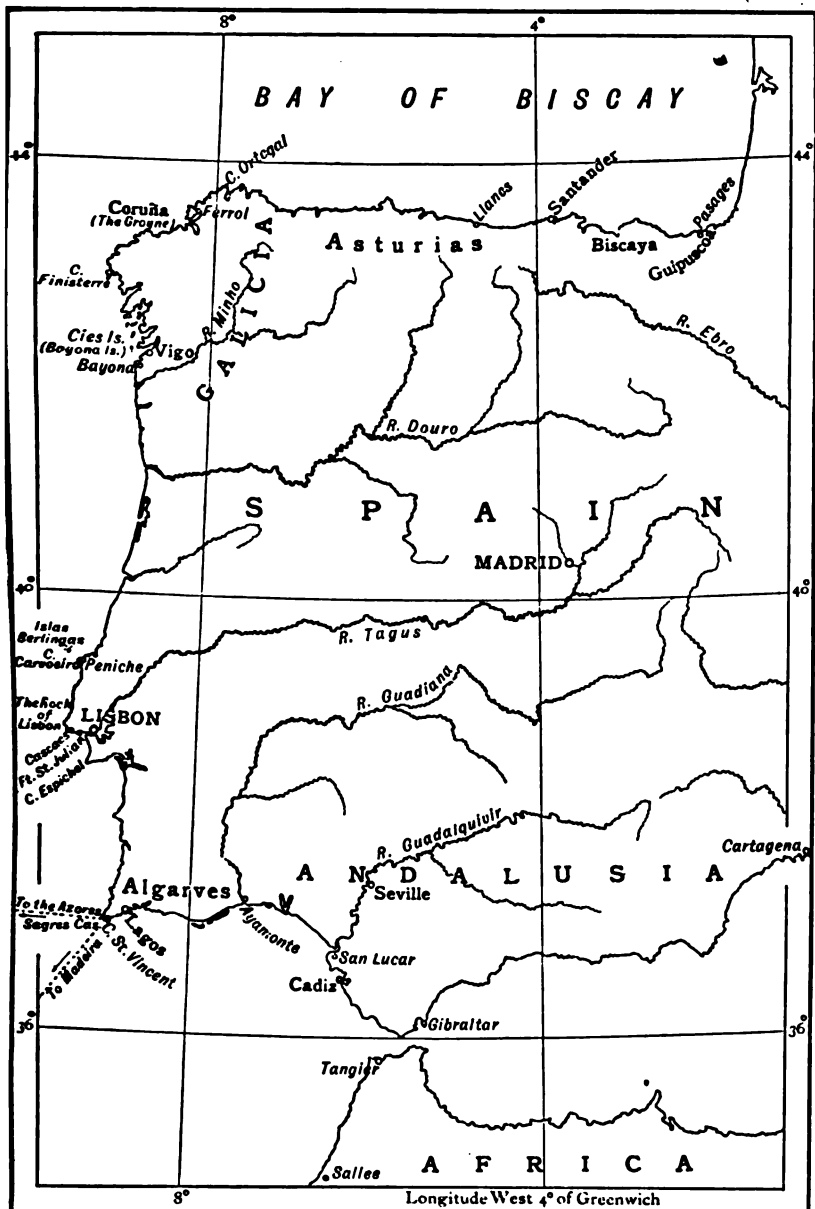 8°
4°
BAY OF BISCAY
44°
44°
C. Ortegal
Coruña
(The Groyne)
Ferrol
Llanos
Santander
Pasages
Asturias
Biscaya
Guipuscoa
C.
Finisterre
GALICIA
R. Minho
R. Ebro
Cies Is.
(Bayona Is.)
Vigo
Bayona
R. Douro
SPAIN
MADRID
40°
40°
Islas
Berlingas
C.
Carvoeiro
Peniche
R. Tagus
R. Guadiana
The Rock
of
Lisbon
LISBON
Cascaes
Ft. St. Julian
C. Espichel
R. Guadalquivir
Cartagena
ANDALUSIA
Seville
Algarves
To the Azores
Sagres Cas.
Lagos
C. St. Vincent
To Madeira
Ayamonte
San Lucar
Cadiz
36°
36°
Gibraltar
Tangier
Sallee
AFRICA
8°
Longitude West 4° of Greenwich